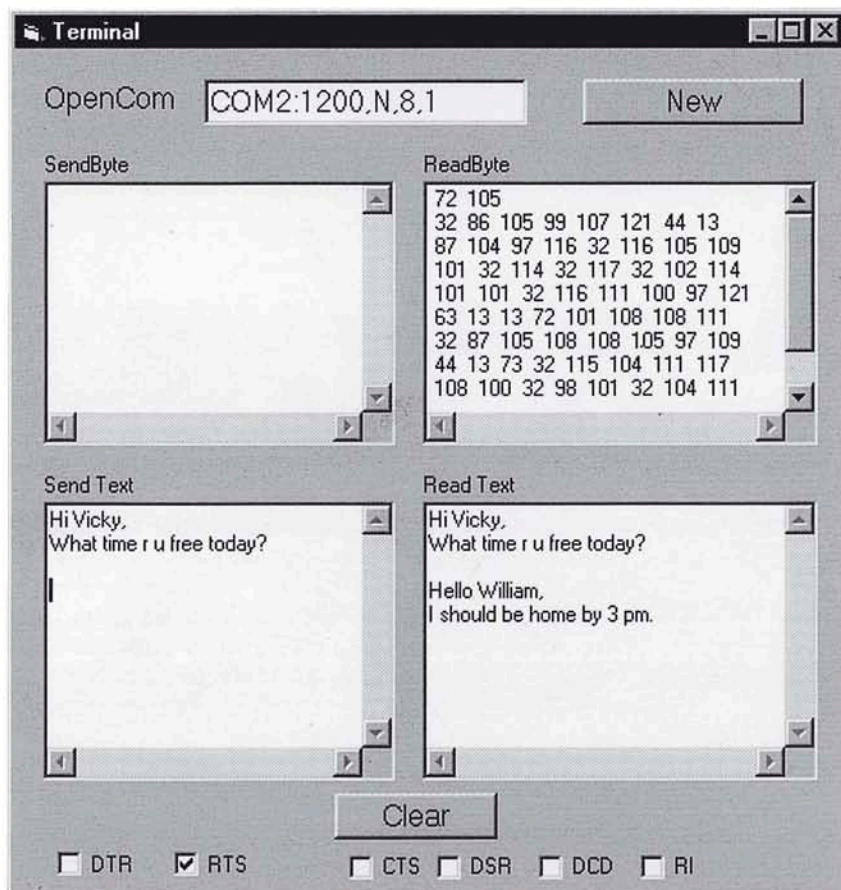 Terminal
OpenCom COM2:1200,N,8,1 New
SendByte
ReadByte
72 105
32 86 105 99 107 121 44 13
87 104 97 116 32 116 105 109
101 32 114 32 117 32 102 114
101 101 32 116 111 100 97 121
63 13 13 72 101 108 108 111
32 87 105 108 108 105 97 109
44 13 73 32 115 104 111 117
108 100 32 98 101 32 104 111
Send Text
Hi Vicky,
What time r u free today?
Read Text
Hi Vicky,
What time r u free today?
Hello William,
I should be home by 3 pm.
Clear
DTR RTS CTS DSR DCD RI